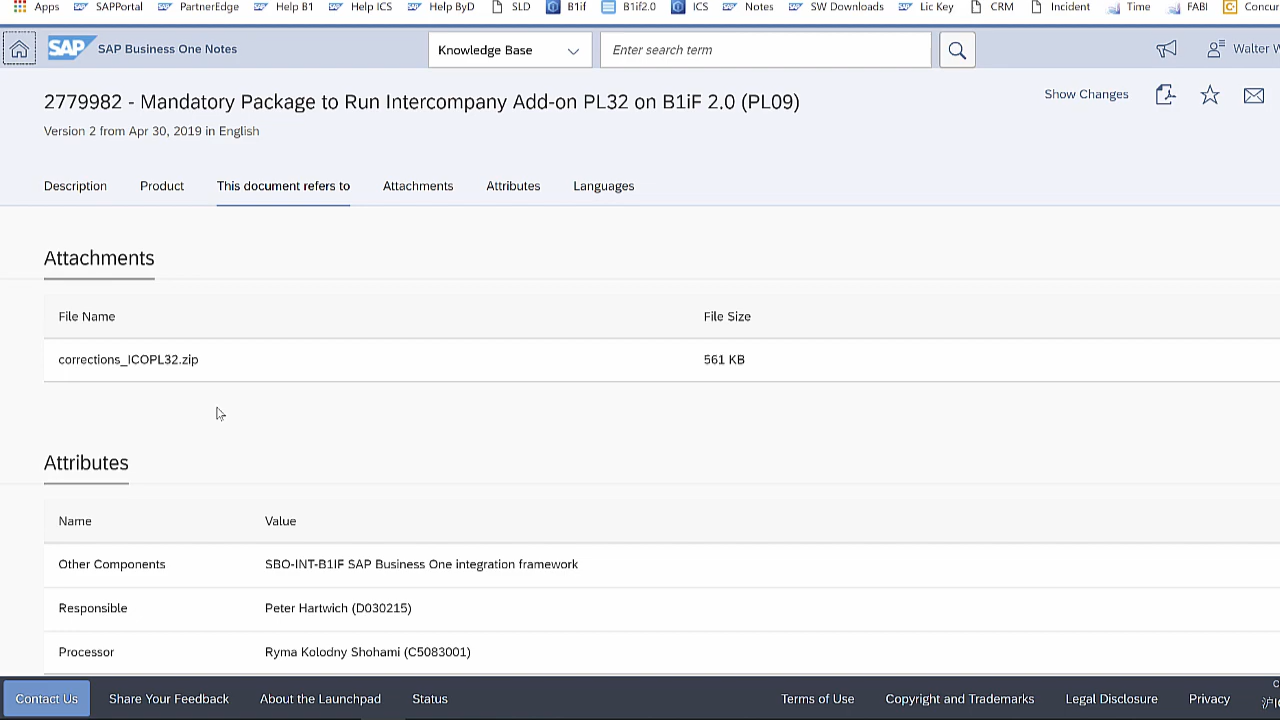 Apps SAPPortal PartnerEdge Help B1 Help ICS Help ByD SLD B1if B1if2.0 ICS Notes SW Downloads Lic Key CRM Incident Time FABI Concur
SAP SAP Business One Notes Knowledge Base Enter search term Walter W
2779982 - Mandatory Package to Run Intercompany Add-on PL32 on B1iF 2.0 (PL09)
Show Changes
Version 2 from Apr 30, 2019 in English
Description Product This document refers to Attachments Attributes Languages
Attachments
File Name File Size
corrections_ICOPL32.zip 561 KB
Attributes
Name Value
Other Components SBO-INT-B1IF SAP Business One integration framework
Responsible Peter Hartwich (D030215)
Processor Ryma Kolodny Shohami (C5083001)
Contact Us Share Your Feedback About the Launchpad Status Terms of Use Copyright and Trademarks Legal Disclosure Privacy